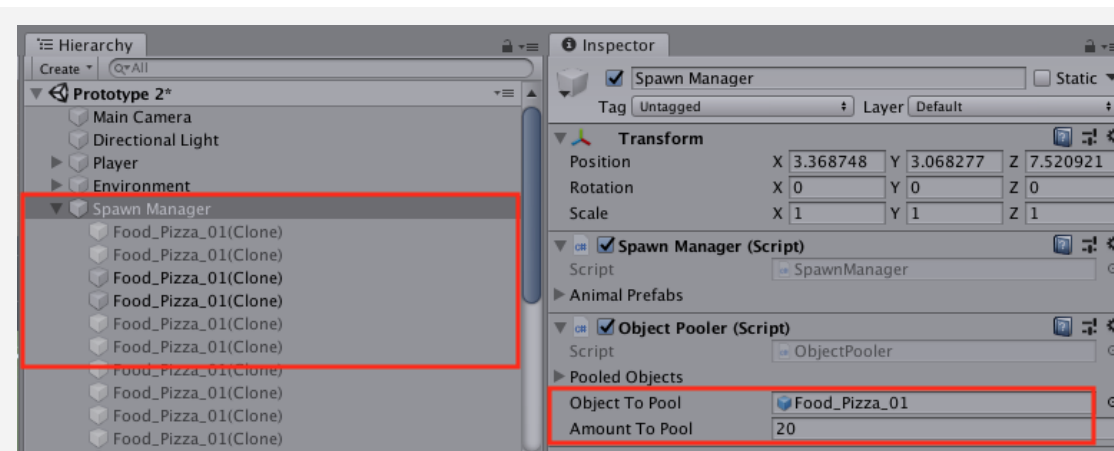 Hierarchy
Create
All
Prototype 2*
Main Camera
Directional Light
Player
Environment
Spawn Manager
Food_Pizza_01(Clone)
Food_Pizza_01(Clone)
Food_Pizza_01(Clone)
Food_Pizza_01(Clone)
Food_Pizza_01(Clone)
Food_Pizza_01(Clone)
Food_Pizza_01(Clone)
Food_Pizza_01(Clone)
Food_Pizza_01(Clone)
Food_Pizza_01(Clone)
Inspector
Spawn Manager Static
Tag Untagged Layer Default
Transform
Position X 3.368748 Y 3.068277 Z 7.520921
Rotation X 0 Y 0 Z 0
Scale X 1 Y 1 Z 1
c# Spawn Manager (Script)
Script SpawnManager
Animal Prefabs
c# Object Pooler (Script)
Script ObjectPooler
Pooled Objects
Object To Pool Food_Pizza_01
Amount To Pool 20